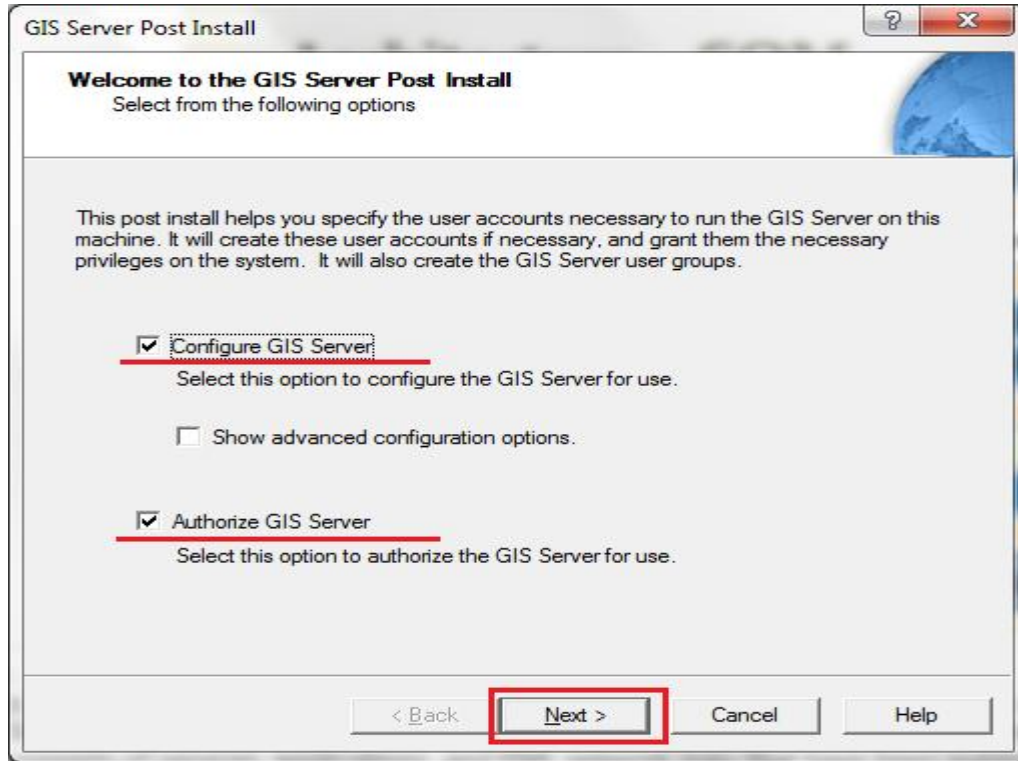 GIS Server Post Install
Welcome to the GIS Server Post Install
Select from the following options
This post install helps you specify the user accounts necessary to run the GIS Server on this
machine. It will create these user accounts if necessary, and grant them the necessary
privileges on the system.  It will also create the GIS Server user groups.
Configure GIS Server
Select this option to configure the GIS Server for use.
Show advanced configuration options.
Authorize GIS Server
Select this option to authorize the GIS Server for use.
< Back Next > Cancel Help